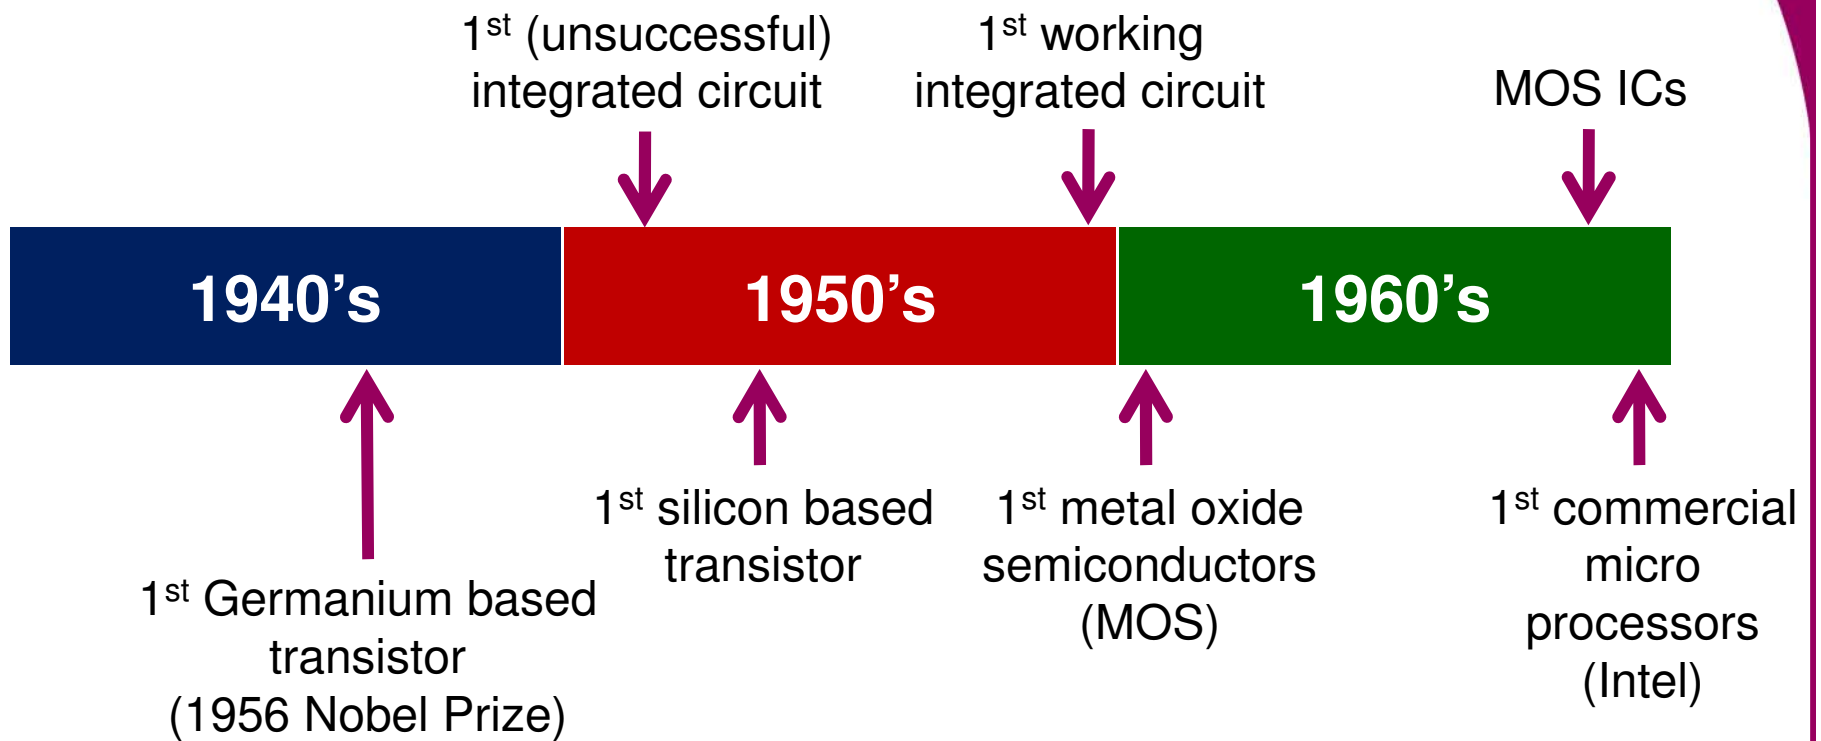 1st (unsuccessful)
integrated circuit
1st working
integrated circuit
MOS ICs
1940’s
1950’s
1960’s
1st Germanium based
transistor
(1956 Nobel Prize)
1st silicon based
transistor
1st metal oxide
semiconductors
(MOS)
1st commercial
micro
processors
(Intel)